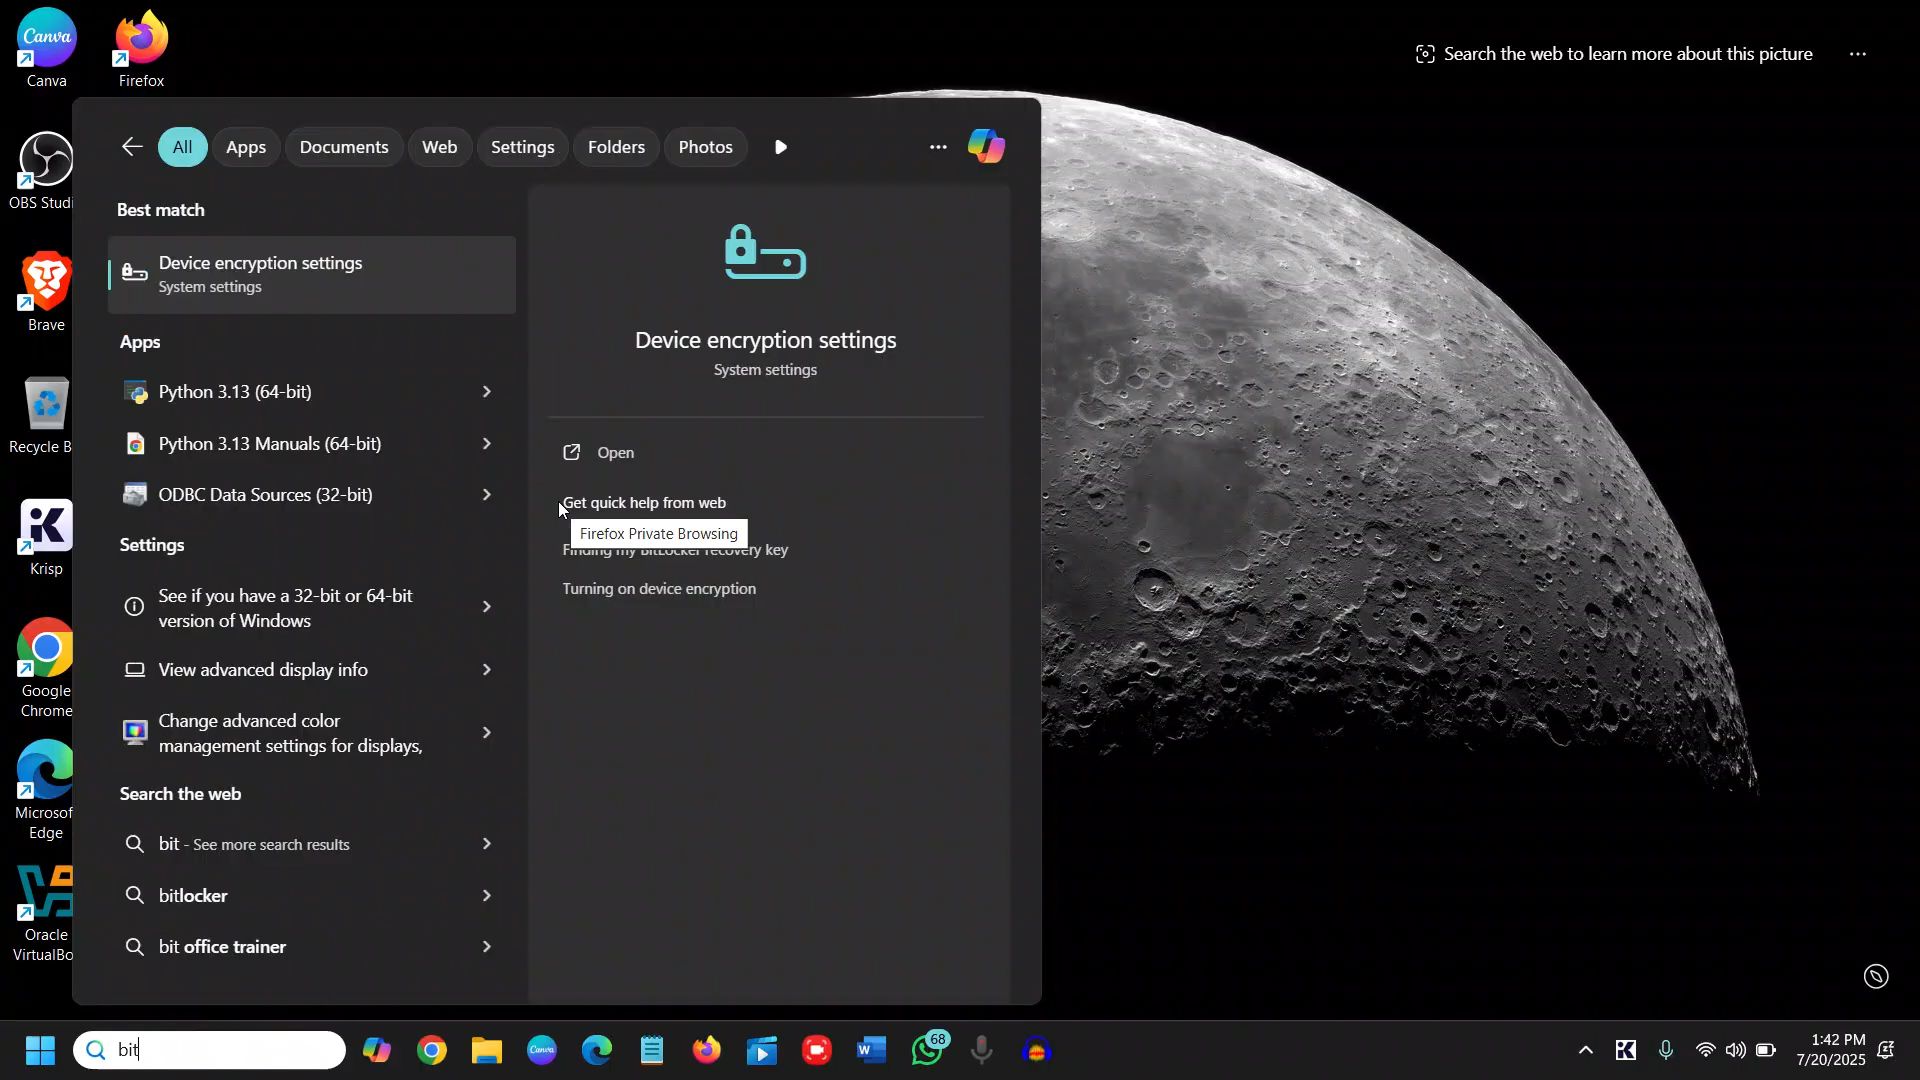 Canva
Firefox
Search the web to learn more about this picture
All
Apps
Documents
Web
Settings
Folders
Photos
OBS Studi
Brave
Recycle B
Krisp
Google
Chrome
Microsof
Edge
Oracle
VirtualBo
Best match
Device encryption settings
System settings
Apps
Python 3.13 (64-bit)
Python 3.13 Manuals (64-bit)
ODBC Data Sources (32-bit)
Settings
See if you have a 32-bit or 64-bit
version of Windows
View advanced display info
Change advanced color
management settings for displays,
Search the web
bit - See more search results
bitlocker
bit office trainer
Device encryption settings
System settings
Open
Get quick help from web
Firefox Private Browsing
Finding my BitLocker recovery key
Turning on device encryption
bit
Canva
68
1:42 PM
7/20/2025